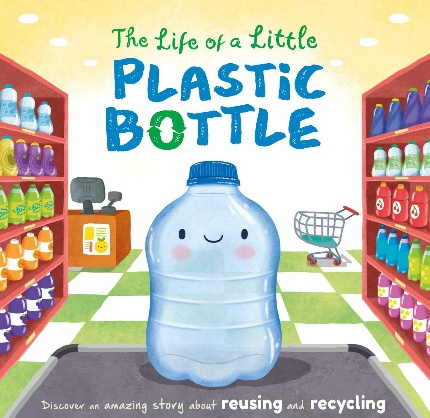 The Life of a Little
PLASTIC
BOTTLE
Discover an amazing story about reusing and recycling